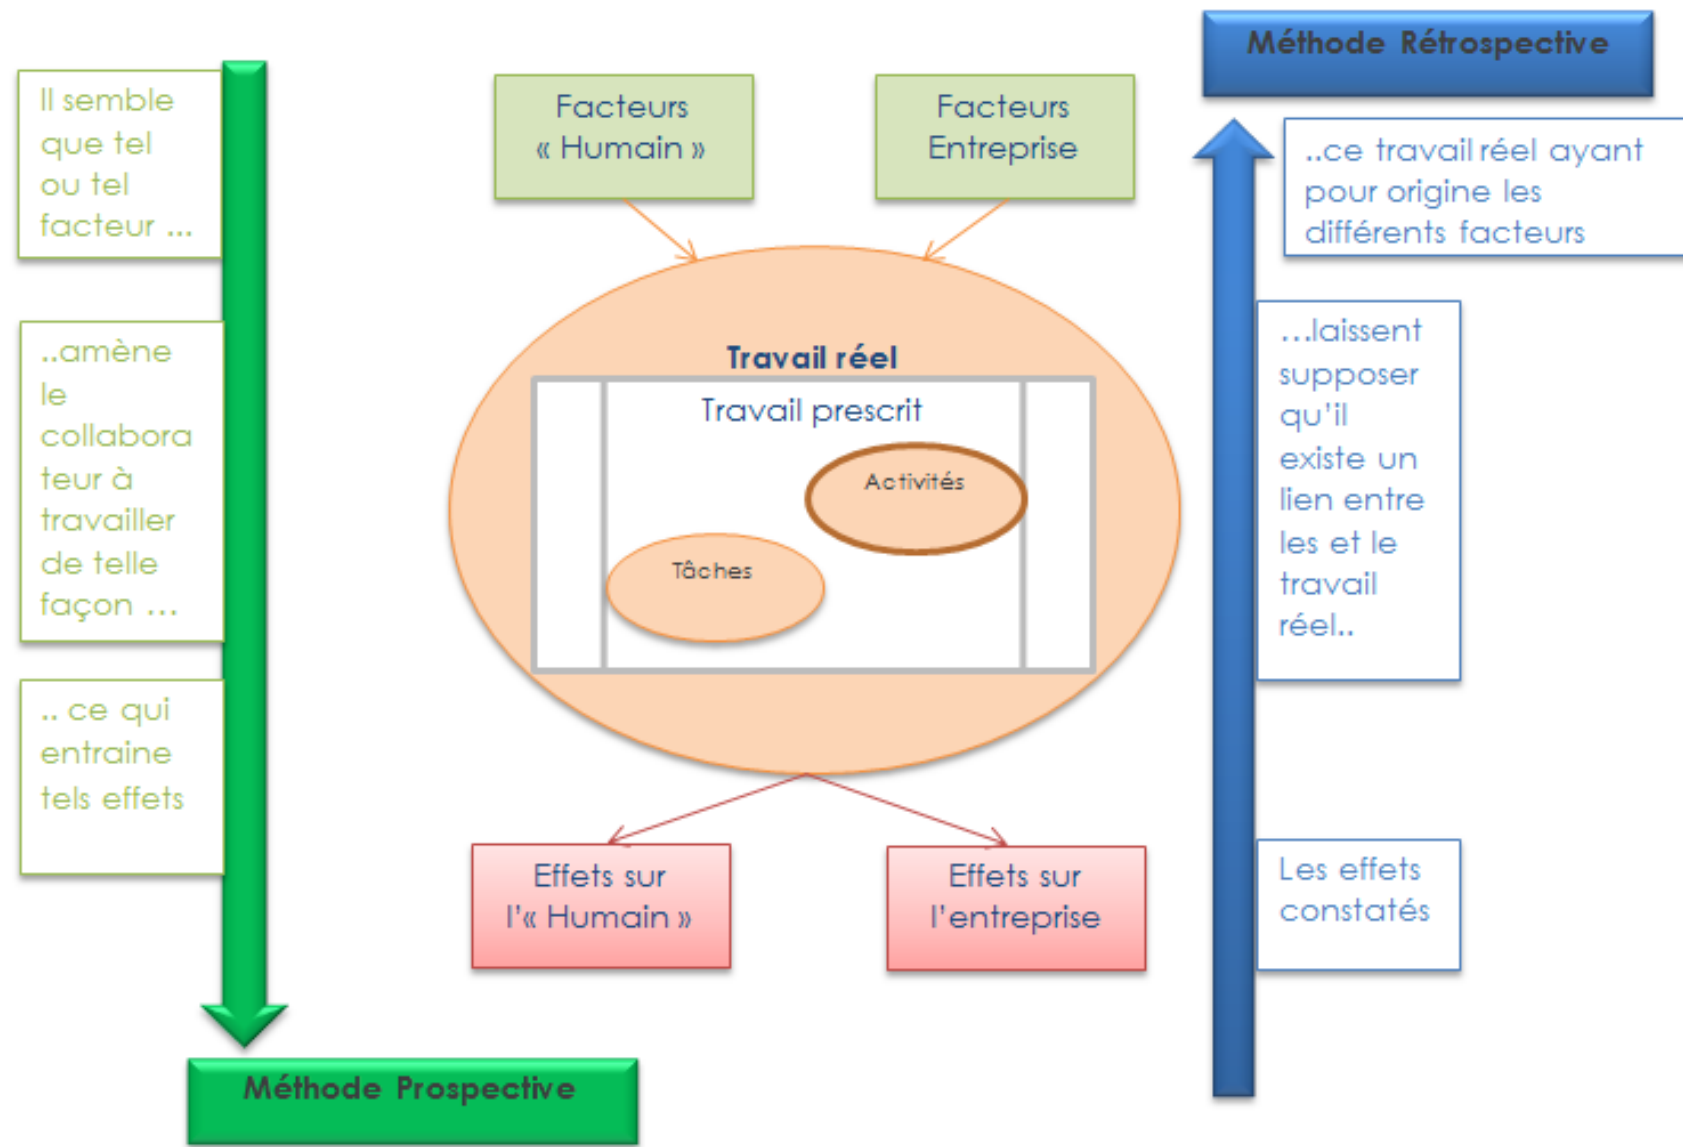 Méthode Rétrospective
Il semble
que tel
ou tel
facteur ...
..amène
le
collabora
teur à
travailler
de telle
façon ...
.. ce qui
entraine
tels effets
Méthode Prospective
Facteurs
« Humain »
Facteurs
Entreprise
Travail réel
Travail prescrit
Activités
Tâches
Effets sur
l'« Humain »
Effets sur
l'entreprise
..ce travail réel ayant
pour origine les
différents facteurs
...laissent
supposer
qu'il
existe un
lien entre
les et le
travail
réel..
Les effets
constatés